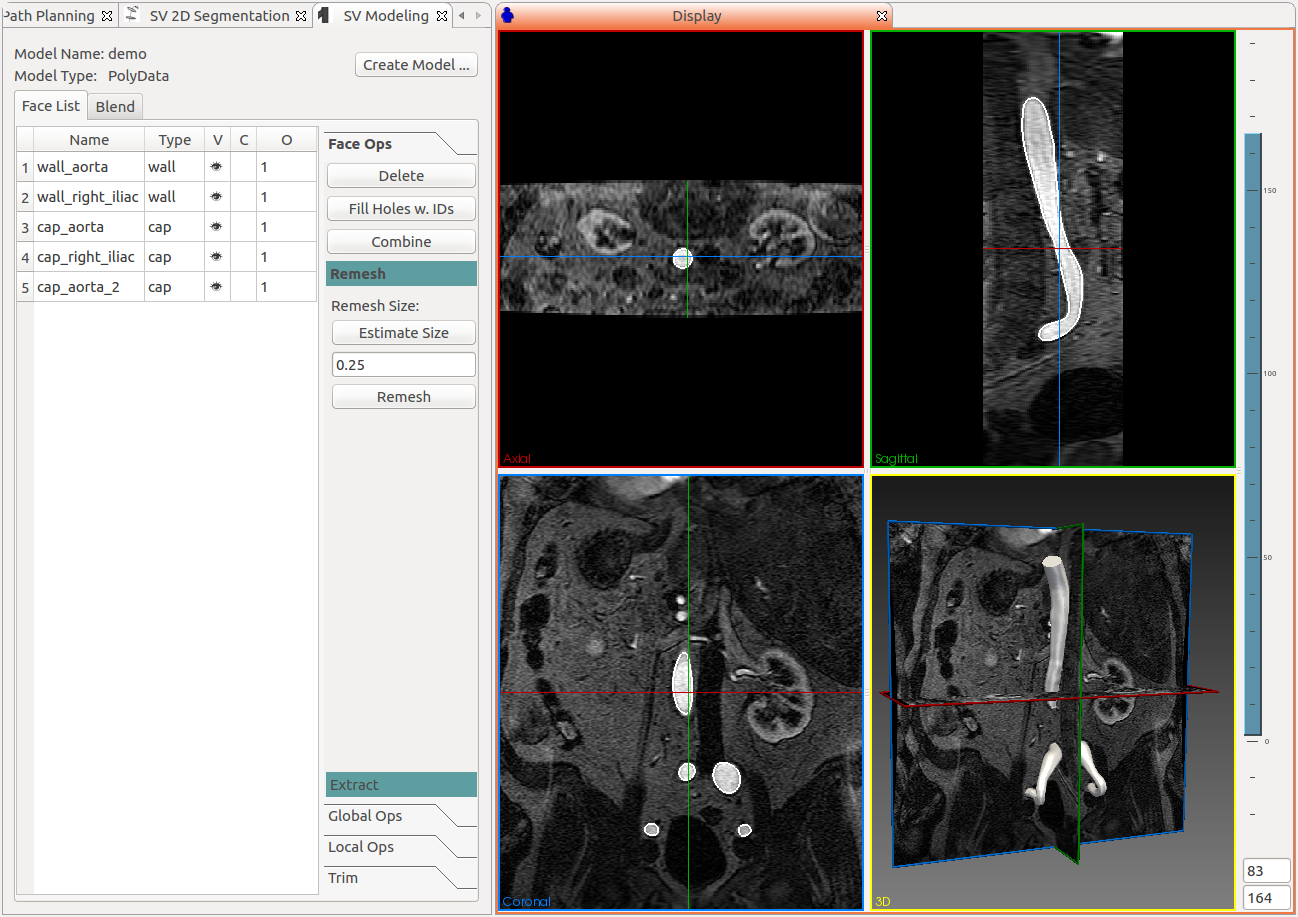 Path Planning
SV 2D Segmentation
SV Modeling
Display
Model Name: demo
Model Type: PolyData
Create Model ...
Face List
Blend
Name Type V C O
1 wall_aorta wall 1
2 wall_right_iliac wall 1
3 cap_aorta cap 1
4 cap_right_iliac cap 1
5 cap_aorta_2 cap 1
Face Ops
Delete
Fill Holes w. IDs
Combine
Remesh
Remesh Size:
Estimate Size
0.25
Remesh
Extract
Global Ops
Local Ops
Trim
Axial
Sagittal
Coronal
3D
150
100
50
0
83
164